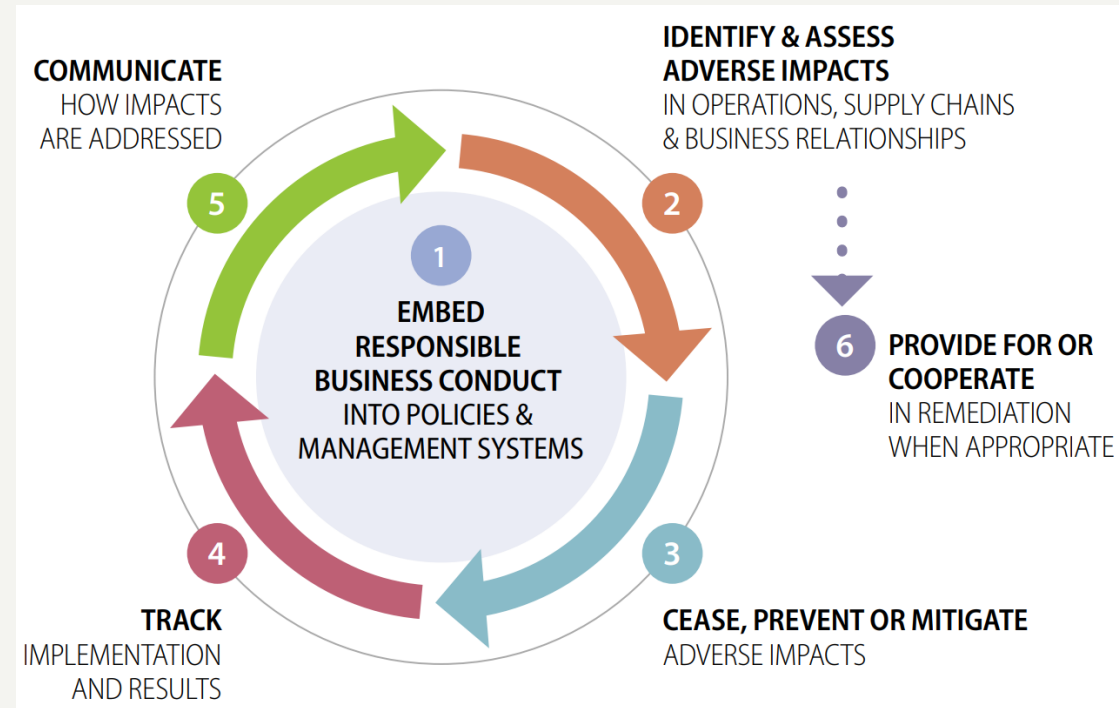 1
EMBED
RESPONSIBLE
BUSINESS CONDUCT
INTO POLICIES &
MANAGEMENT SYSTEMS
2
IDENTIFY & ASSESS
ADVERSE IMPACTS
IN OPERATIONS, SUPPLY CHAINS
& BUSINESS RELATIONSHIPS
3
CEASE, PREVENT OR MITIGATE
ADVERSE IMPACTS
4
TRACK
IMPLEMENTATION
AND RESULTS
5
COMMUNICATE
HOW IMPACTS
ARE ADDRESSED
6
PROVIDE FOR OR
COOPERATE
IN REMEDIATION
WHEN APPROPRIATE